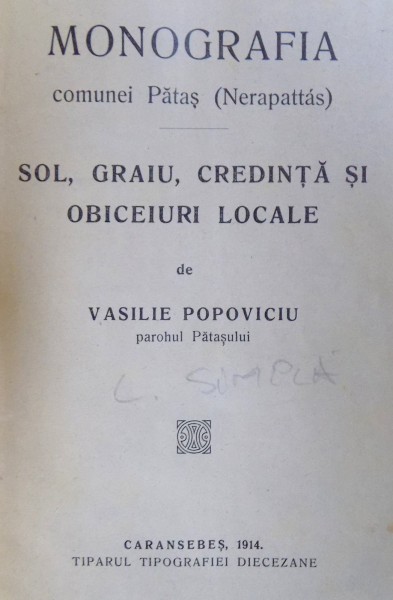 MONOGRAFIA
comunei Pătaș (Nerapattás)
SOL, GRAIU, CREDINȚĂ ȘI
OBICEIURI LOCALE
de
VASILIE POPOVICIU
parohul Pătașului
CARANSEBEȘ, 1914.
TIPARUL TIPOGRAFIEI DIECEZANE